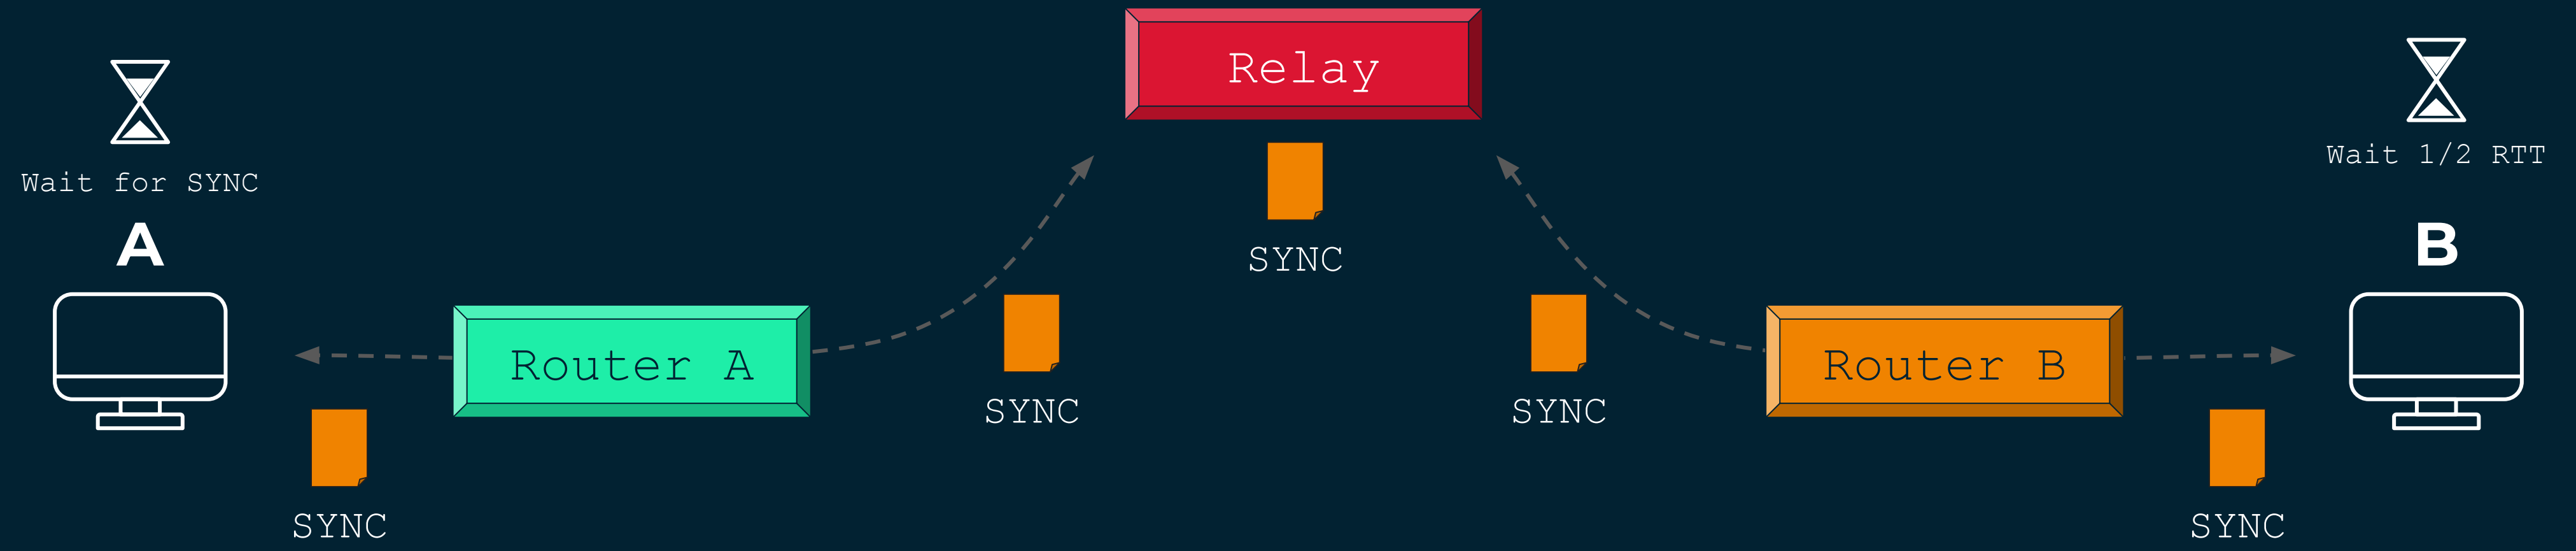 Relay
Wait for SYNC
Wait 1/2 RTT
A
B
SYNC
Router A
Router B
SYNC
SYNC
SYNC
SYNC